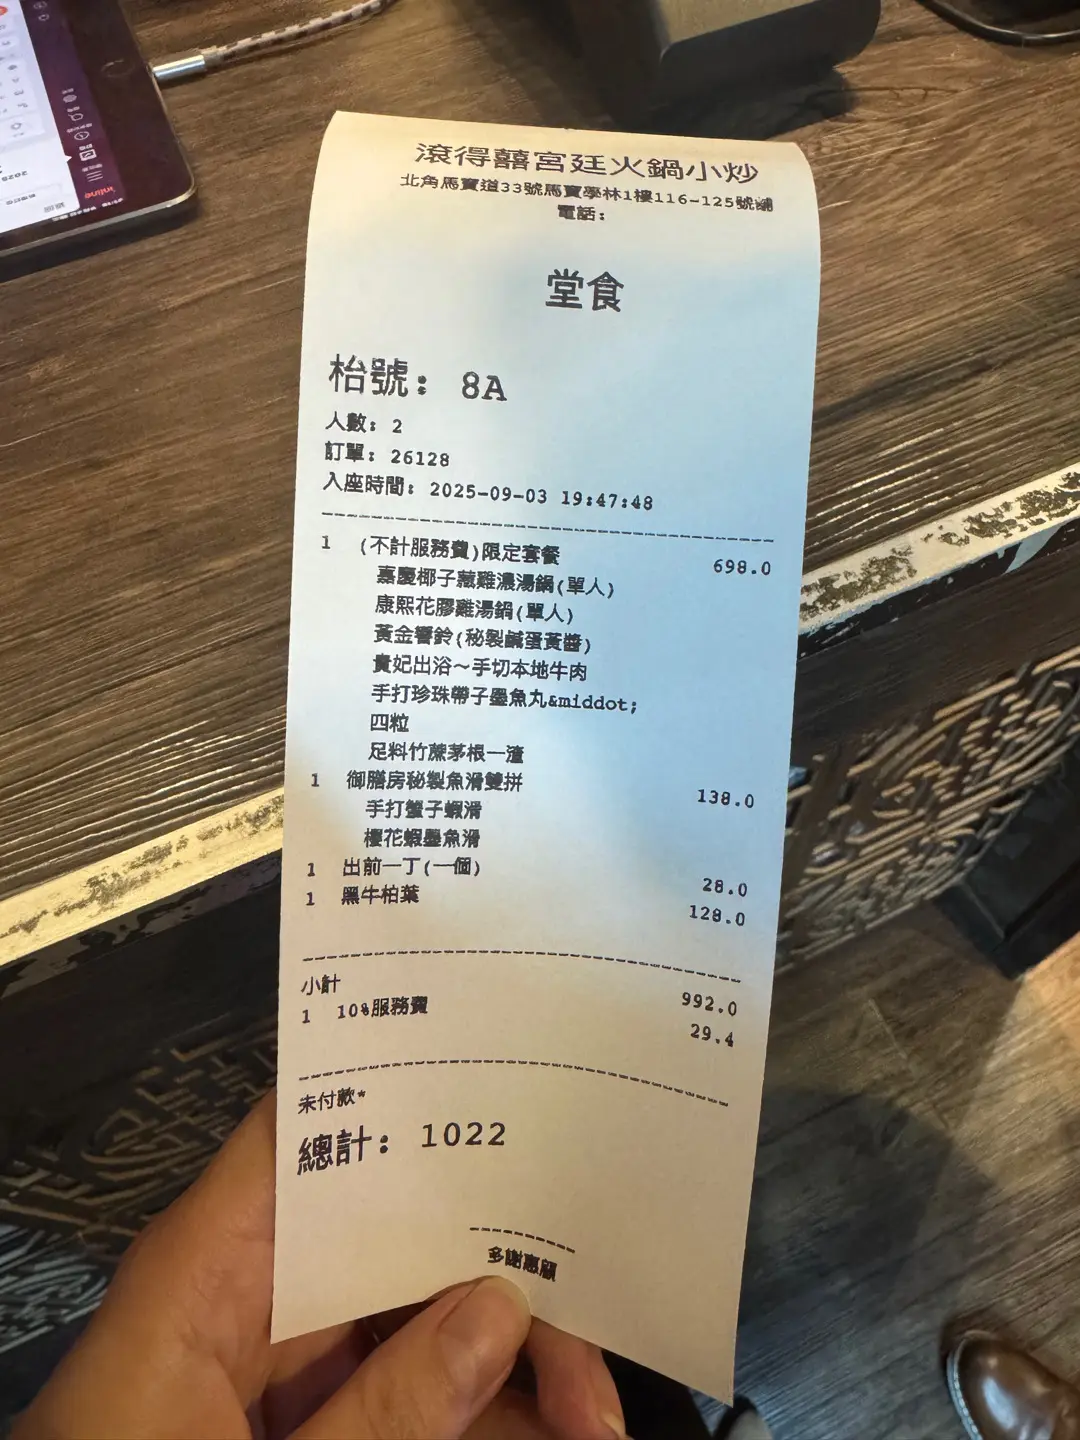 滾得囍宮廷火鍋小炒
北角馬寶道33號馬寶學林1樓116-125號舖
電話:
堂食
枱號: 8A
人數: 2
訂單: 26128
入座時間: 2025-09-03 19:47:48
1 (不計服務費)限定套餐 698.0
嘉慶椰子藏雞濃湯鍋(單人)
康熙花膠雞湯鍋(單人)
黃金響鈴(秘製鹹蛋黃醬)
貴妃出浴～手切本地牛肉
手打珍珠帶子墨魚丸&middot;
四粒
足料竹蔗茅根一渣
1 御膳房秘製魚滑雙拼 138.0
手打蟹子蝦滑
櫻花蝦墨魚滑
1 出前一丁(一個) 28.0
1 黑牛柏葉 128.0
小計 992.0
1 10%服務費 29.4
未付款*
總計: 1022
多謝惠顧
inline